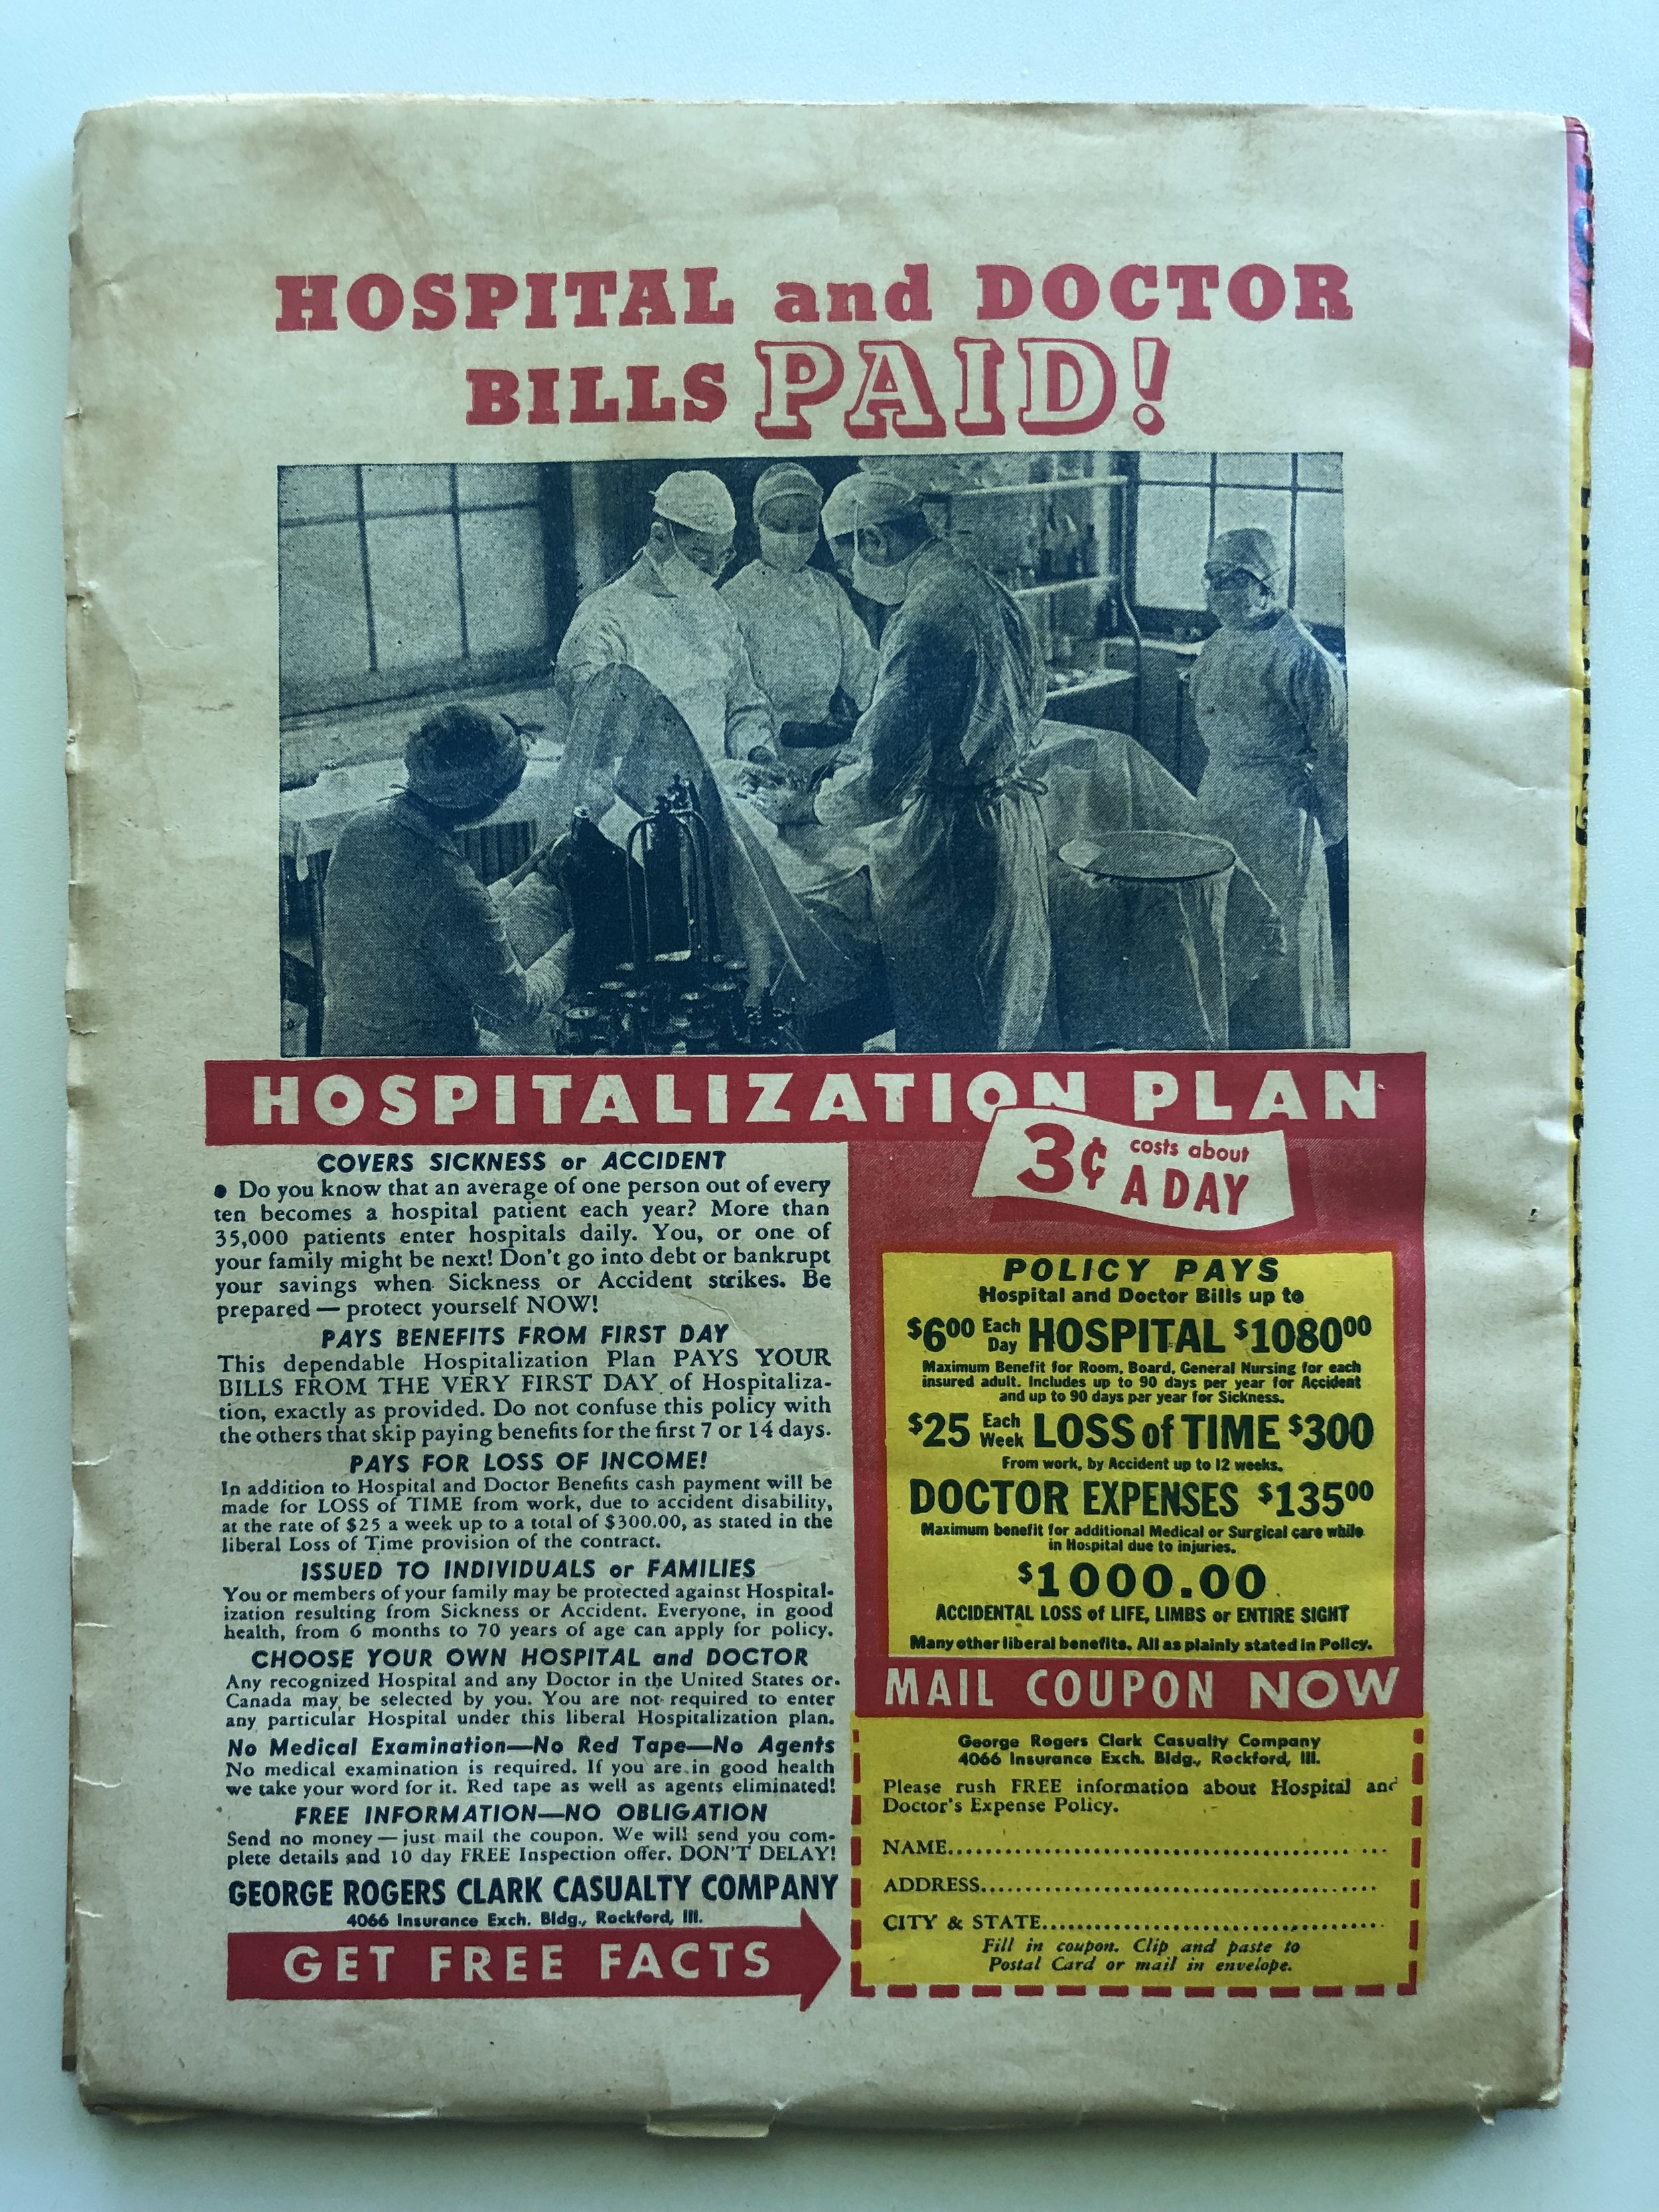 HOSPITAL and DOCTOR
BILLS PAID!
HOSPITALIZATION PLAN
COVERS SICKNESS or ACCIDENT
• Do you know that an average of one person out of every
ten becomes a hospital patient each year? More than
35,000 patients enter hospitals daily. You, or one of
your family might be next! Don't go into debt or bankrupt
your savings when Sickness or Accident strikes. Be
prepared — protect yourself NOW!
PAYS BENEFITS FROM FIRST DAY
This dependable Hospitalization Plan PAYS YOUR
BILLS FROM THE VERY FIRST DAY of Hospitaliza-
tion, exactly as provided. Do not confuse this policy with
the others that skip paying benefits for the first 7 or 14 days.
PAYS FOR LOSS OF INCOME!
In addition to Hospital and Doctor Benefits cash payment will be
made for LOSS of TIME from work, due to accident disability,
at the rate of $25 a week up to a total of $300.00, as stated in the
liberal Loss of Time provision of the contract.
ISSUED TO INDIVIDUALS or FAMILIES
You or members of your family may be protected against Hospital-
ization resulting from Sickness or Accident. Everyone, in good
health, from 6 months to 70 years of age can apply for policy.
CHOOSE YOUR OWN HOSPITAL and DOCTOR
Any recognized Hospital and any Doctor in the United States or
Canada may be selected by you. You are not required to enter
any particular Hospital under this liberal Hospitalization plan.
No Medical Examination—No Red Tape—No Agents
No medical examination is required. If you are in good health
we take your word for it. Red tape as well as agents eliminated!
FREE INFORMATION—NO OBLIGATION
Send no money — just mail the coupon. We will send you com-
plete details and 10 day FREE Inspection offer. DON'T DELAY!
GEORGE ROGERS CLARK CASUALTY COMPANY
4066 Insurance Exch. Bldg., Rockford, Ill.
GET FREE FACTS
3¢ costs about
A DAY
POLICY PAYS
Hospital and Doctor Bills up to
$6.00 Each Day HOSPITAL $1080.00
Maximum Benefit for Room, Board, General Nursing for each
insured adult. Includes up to 90 days per year for Accident
and up to 90 days per year for Sickness.
$25 Each Week LOSS of TIME $300
From work, by Accident up to 12 weeks.
DOCTOR EXPENSES $135.00
Maximum benefit for additional Medical or Surgical care while
in Hospital due to injuries.
$1000.00
ACCIDENTAL LOSS of LIFE, LIMBS or ENTIRE SIGHT
Many other liberal benefits. All as plainly stated in Policy.
MAIL COUPON NOW
George Rogers Clark Casualty Company
4066 Insurance Exch. Bldg., Rockford, Ill.
Please rush FREE information about Hospital and
Doctor's Expense Policy.
NAME
ADDRESS
CITY & STATE
Fill in coupon. Clip and paste to
Postal Card or mail in envelope.